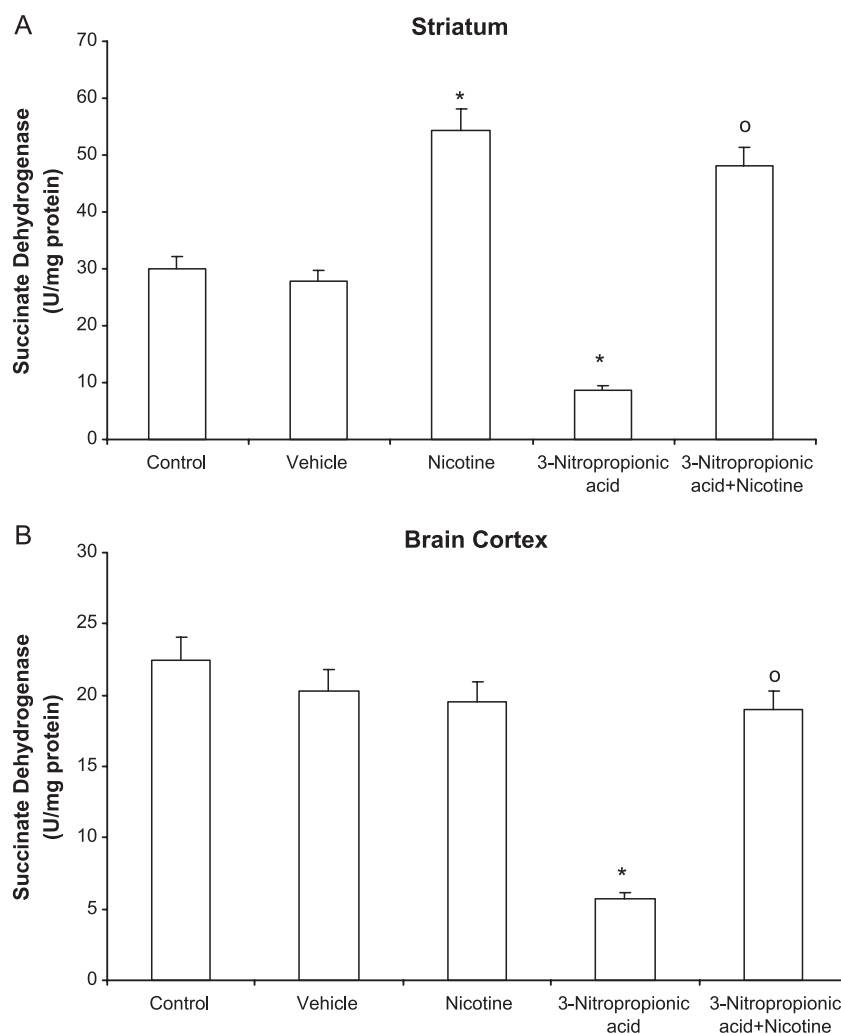 A
Striatum
Succinate Dehydrogenase
(U/mg protein)
70
60
50
40
30
20
10
0
*
*
o
Control
Vehicle
Nicotine
3-Nitropropionic
acid
3-Nitropropionic
acid+Nicotine
B
Brain Cortex
Succinate Dehydrogenase
(U/mg protein)
30
25
20
15
10
5
0
*
o
Control
Vehicle
Nicotine
3-Nitropropionic
acid
3-Nitropropionic
acid+Nicotine